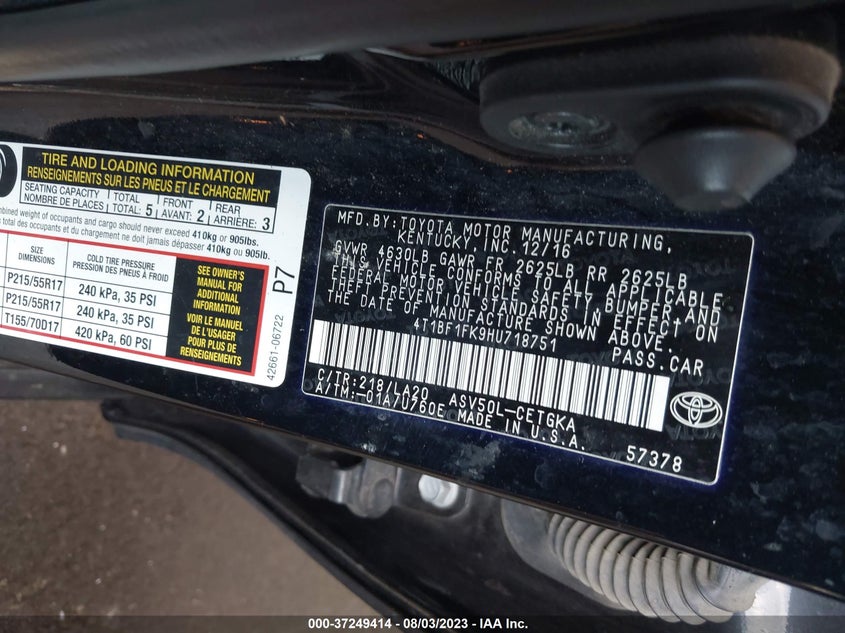 TIRE AND LOADING INFORMATION
RENSEIGNEMENTS SUR LES PNEUS ET LE CHARGEMENT
SEATING CAPACITY
NOMBRE DE PLACES
TOTAL
TOTAL: 5
FRONT
AVANT: 2
REAR
ARRIÈRE: 3
weight of occupants and cargo should never exceed 410kg or 905lbs.
total des occupants et du chargement ne doit jamais dépasser 410kg ou 905lb.
SIZE
DIMENSIONS
COLD TIRE PRESSURE
PRESSION DES PNEUS À FROID
P215/55R17
240 kPa, 35 PSI
P215/55R17
240 kPa, 35 PSI
T155/70D17
420 kPa, 60 PSI
SEE OWNER'S
MANUAL FOR
ADDITIONAL
INFORMATION
VOIR LE MANUEL
DE L'USAGER
POUR PLUS DE
RENSEIGNEMENTS
P7
42661-06722
MFD.BY:TOYOTA MOTOR MANUFACTURING,
KENTUCKY,INC.12/16
GVWR 4630LB GAWR FR 2625LB RR 2625LB
THIS VEHICLE CONFORMS TO ALL APPLICABLE
FEDERAL MOTOR VEHICLE SAFETY,BUMPER,AND
THEFT PREVENTION STANDARDS IN EFFECT ON
THE DATE OF MANUFACTURE SHOWN ABOVE.
4T1BF1FK9HU718751
PASS.CAR
C/TR:218/LA20 ASV50L-CETGKA
A/TM:-01A/U760E MADE IN U.S.A.
57378
TOYOTA
000-37249414 - 08/03/2023 - IAA Inc.